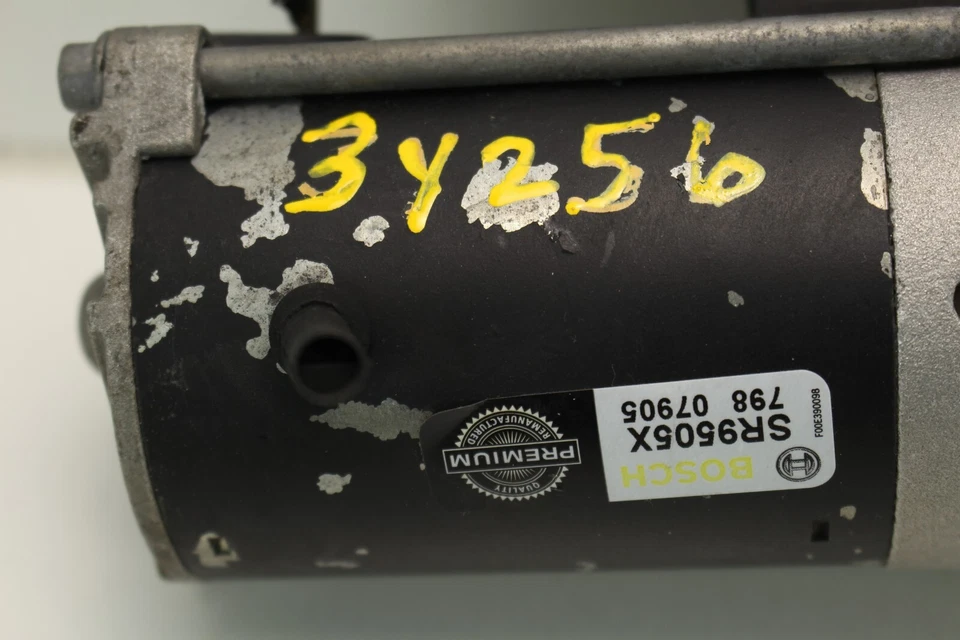 3Y256
BOSCH
SR9505X
798 07905
F00E390098
QUALITY
PREMIUM
REMANUFACTURED